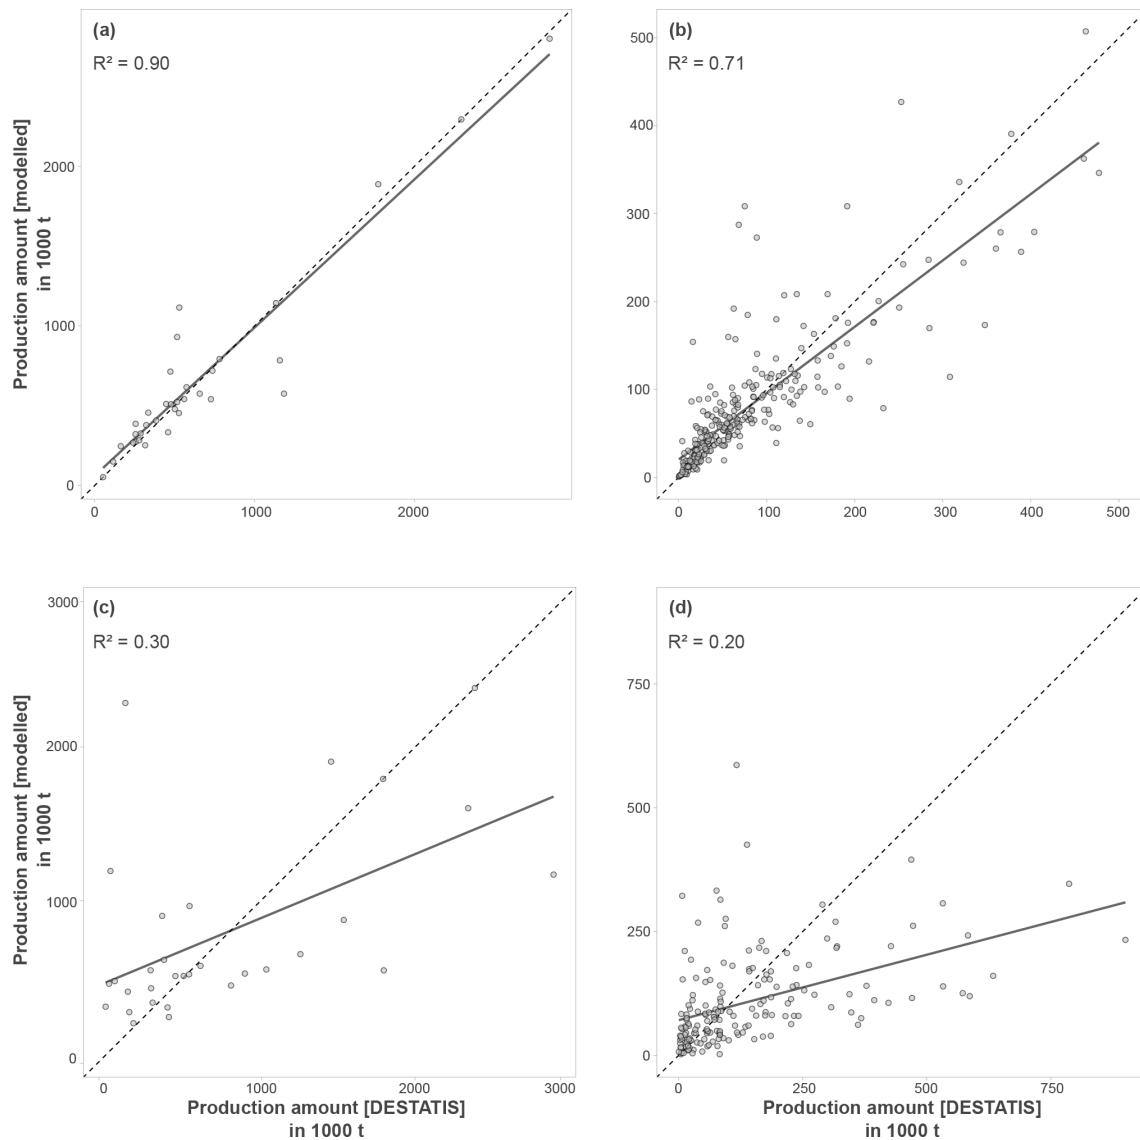 (a)
R² = 0.90
Production amount [modelled]
in 1000 t
2000
1000
0
0 1000 2000
(b)
R² = 0.71
500
400
300
200
100
0
0 100 200 300 400 500
(c)
R² = 0.30
Production amount [modelled]
in 1000 t
3000
2000
1000
0
0 1000 2000 3000
Production amount [DESTATIS]
in 1000 t
(d)
R² = 0.20
750
500
250
0
0 250 500 750
Production amount [DESTATIS]
in 1000 t